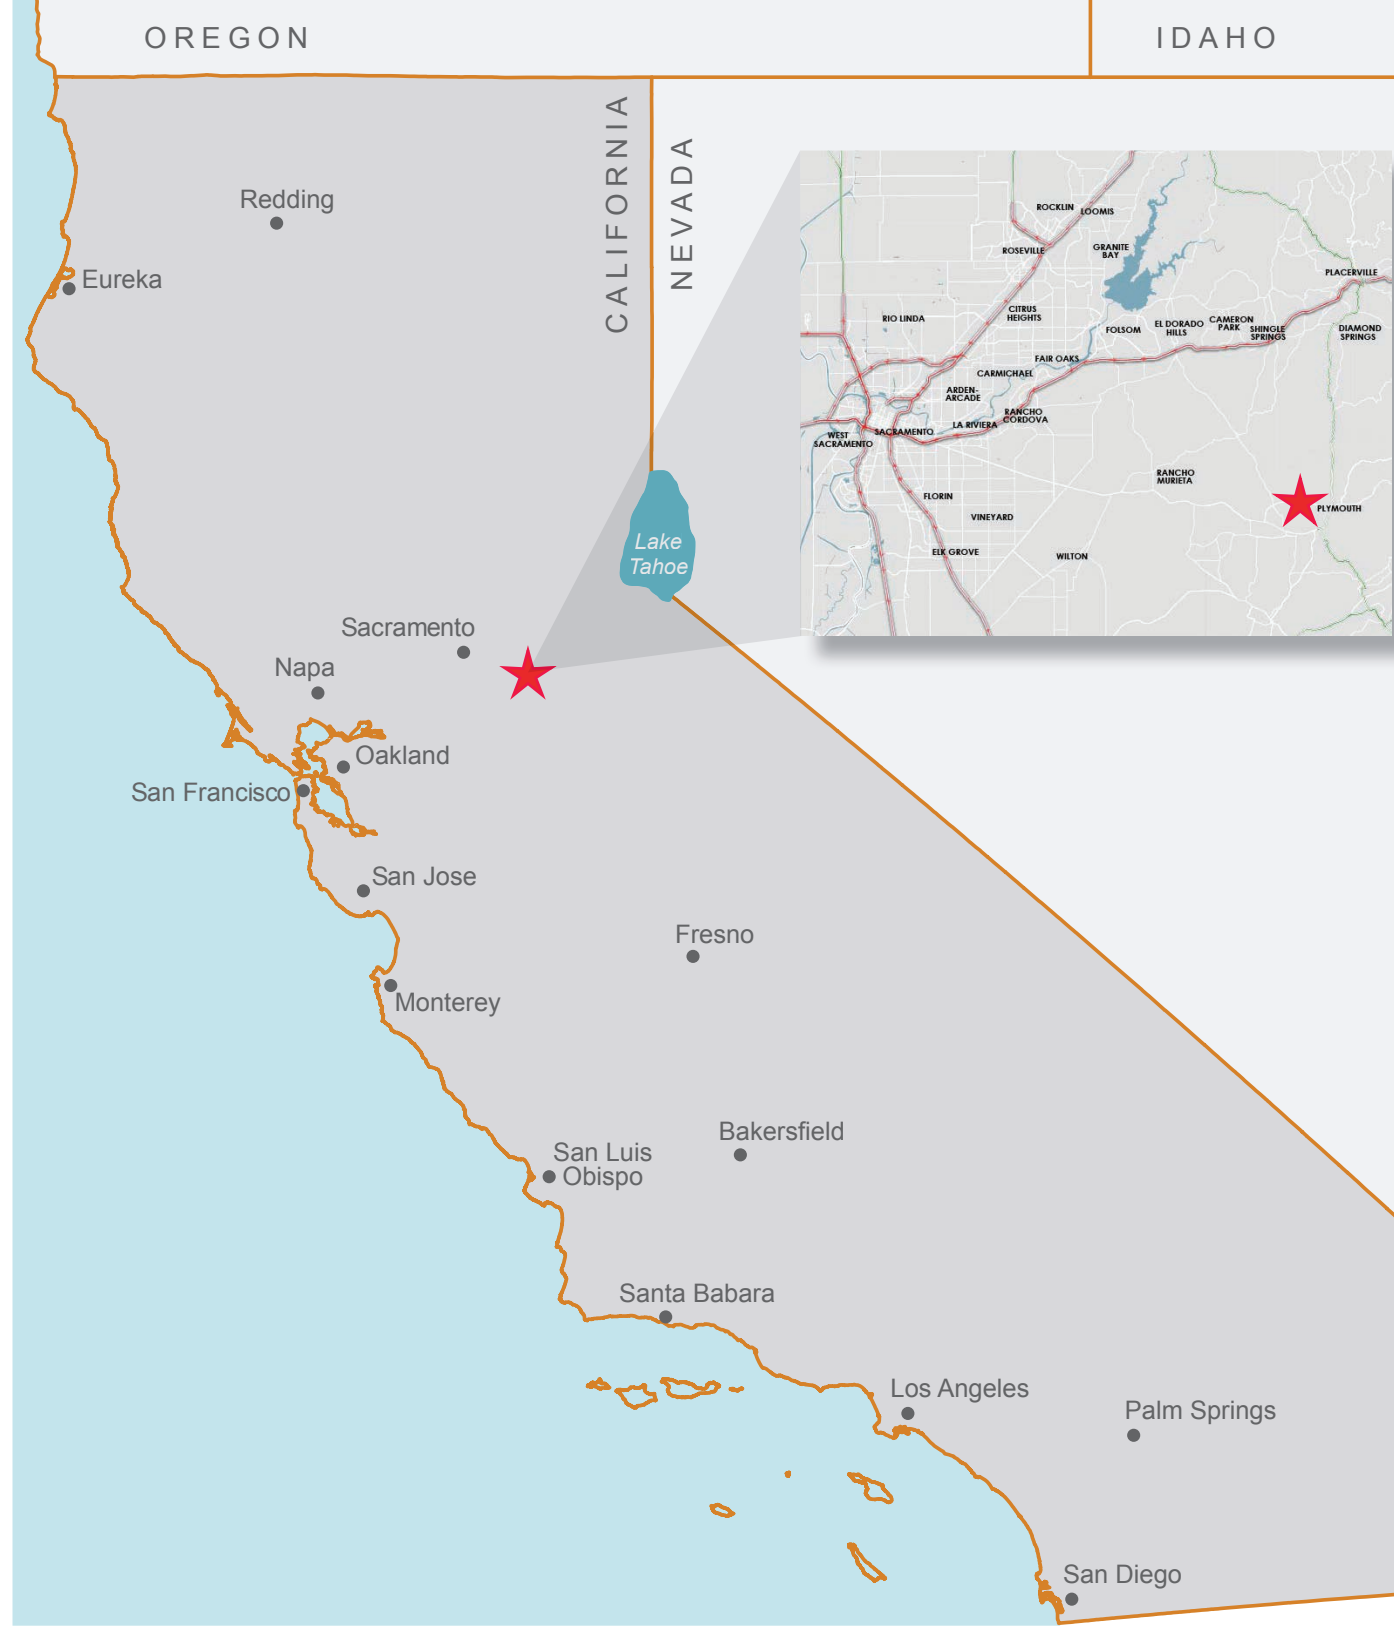 OREGON
IDAHO
CALIFORNIA
NEVADA
Redding
Eureka
ROCKLIN
LOOMIS
ROSEVILLE
GRANITE
BAY
PLACERVILLE
RIO LINDA
CITRUS
HEIGHTS
FOLSOM
EL DORADO
HILLS
CAMERON
PARK
SHINGLE
SPRINGS
DIAMOND
SPRINGS
FAIR OAKS
CARMICHAEL
ARDEN-
ARCADE
RANCHO
CORDOVA
LA RIVIERA
SACRAMENTO
WEST
SACRAMENTO
RANCHO
MURIETA
FLORIN
VINEYARD
PLYMOUTH
ELK GROVE
WILTON
Lake
Tahoe
Sacramento
Napa
Oakland
San Francisco
San Jose
Fresno
Monterey
Bakersfield
San Luis
Obispo
Santa Babara
Los Angeles
Palm Springs
San Diego